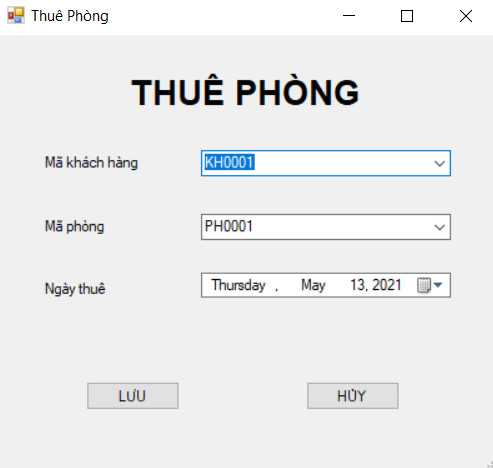 Thuê Phòng
THUÊ PHÒNG
Mã khách hàng KH0001
Mã phòng PH0001
Ngày thuê Thursday , May 13, 2021
LƯU HỦY